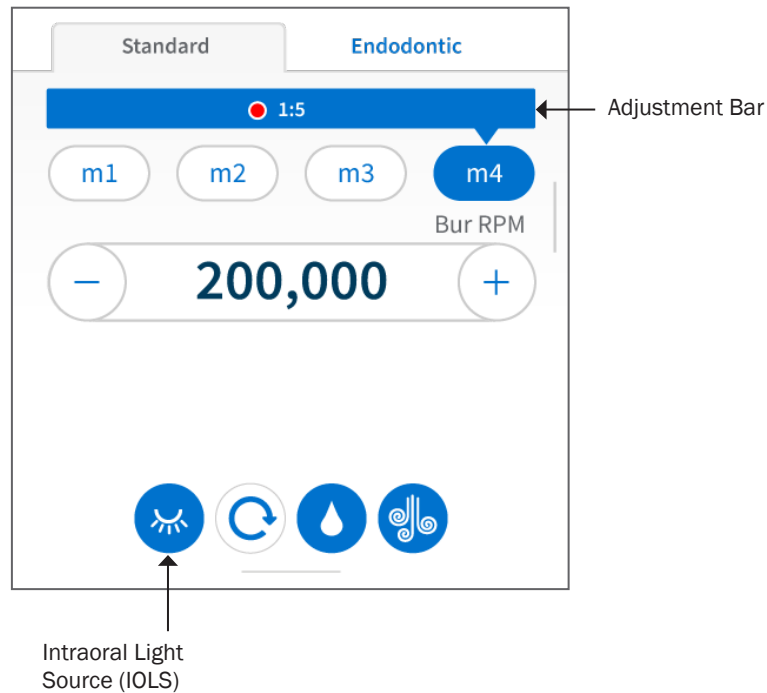 Standard
Endodontic
1:5
Adjustment Bar
m1
m2
m3
m4
Bur RPM
− 200,000 +
Intraoral Light
Source (IOLS)